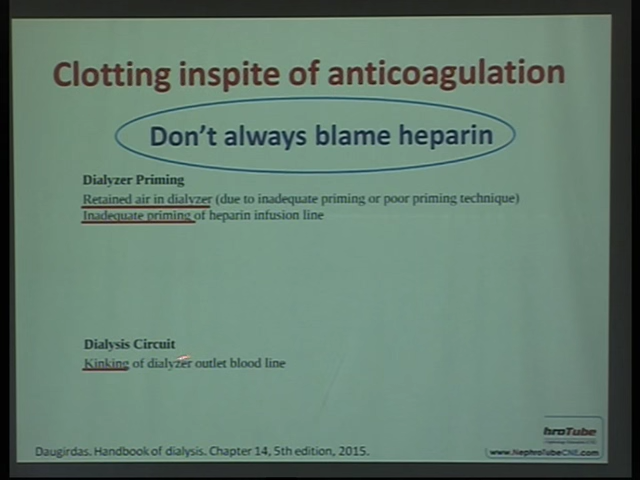 Clotting inspite of anticoagulation
Don't always blame heparin
Dialyzer Priming
Retained air in dialyzer (due to inadequate priming or poor priming technique)
Inadequate priming of heparin infusion line
Dialysis Circuit
Kinking of dialyzer outlet blood line
hroTube
Daugirdas. Handbook of dialysis. Chapter 14, 5th edition, 2015.
www.NephroTubeCNE.com